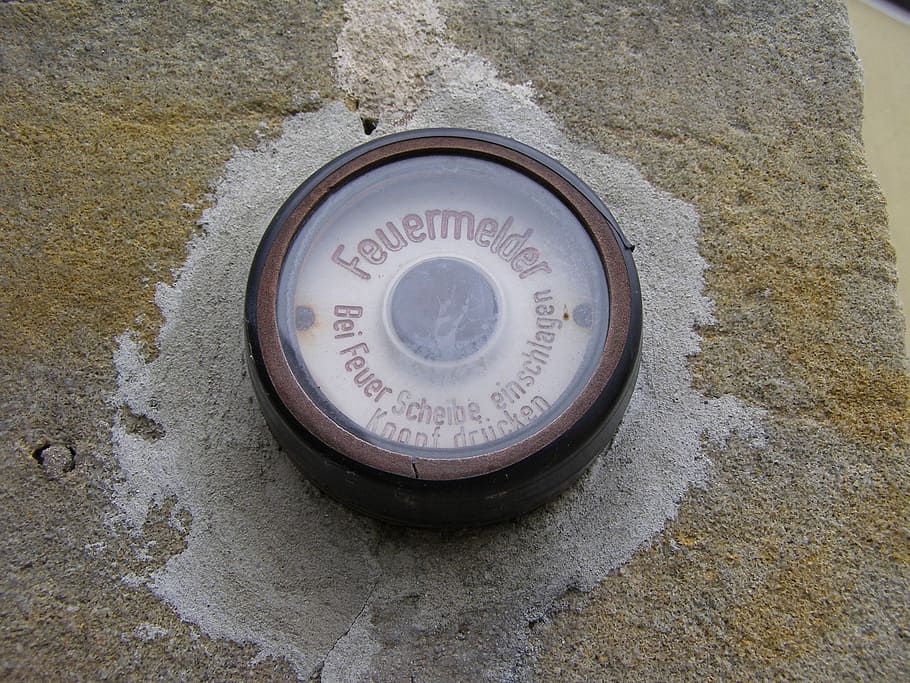 Feuermelder
Bei Feuer Scheibe einschlagen
Knopf drücken